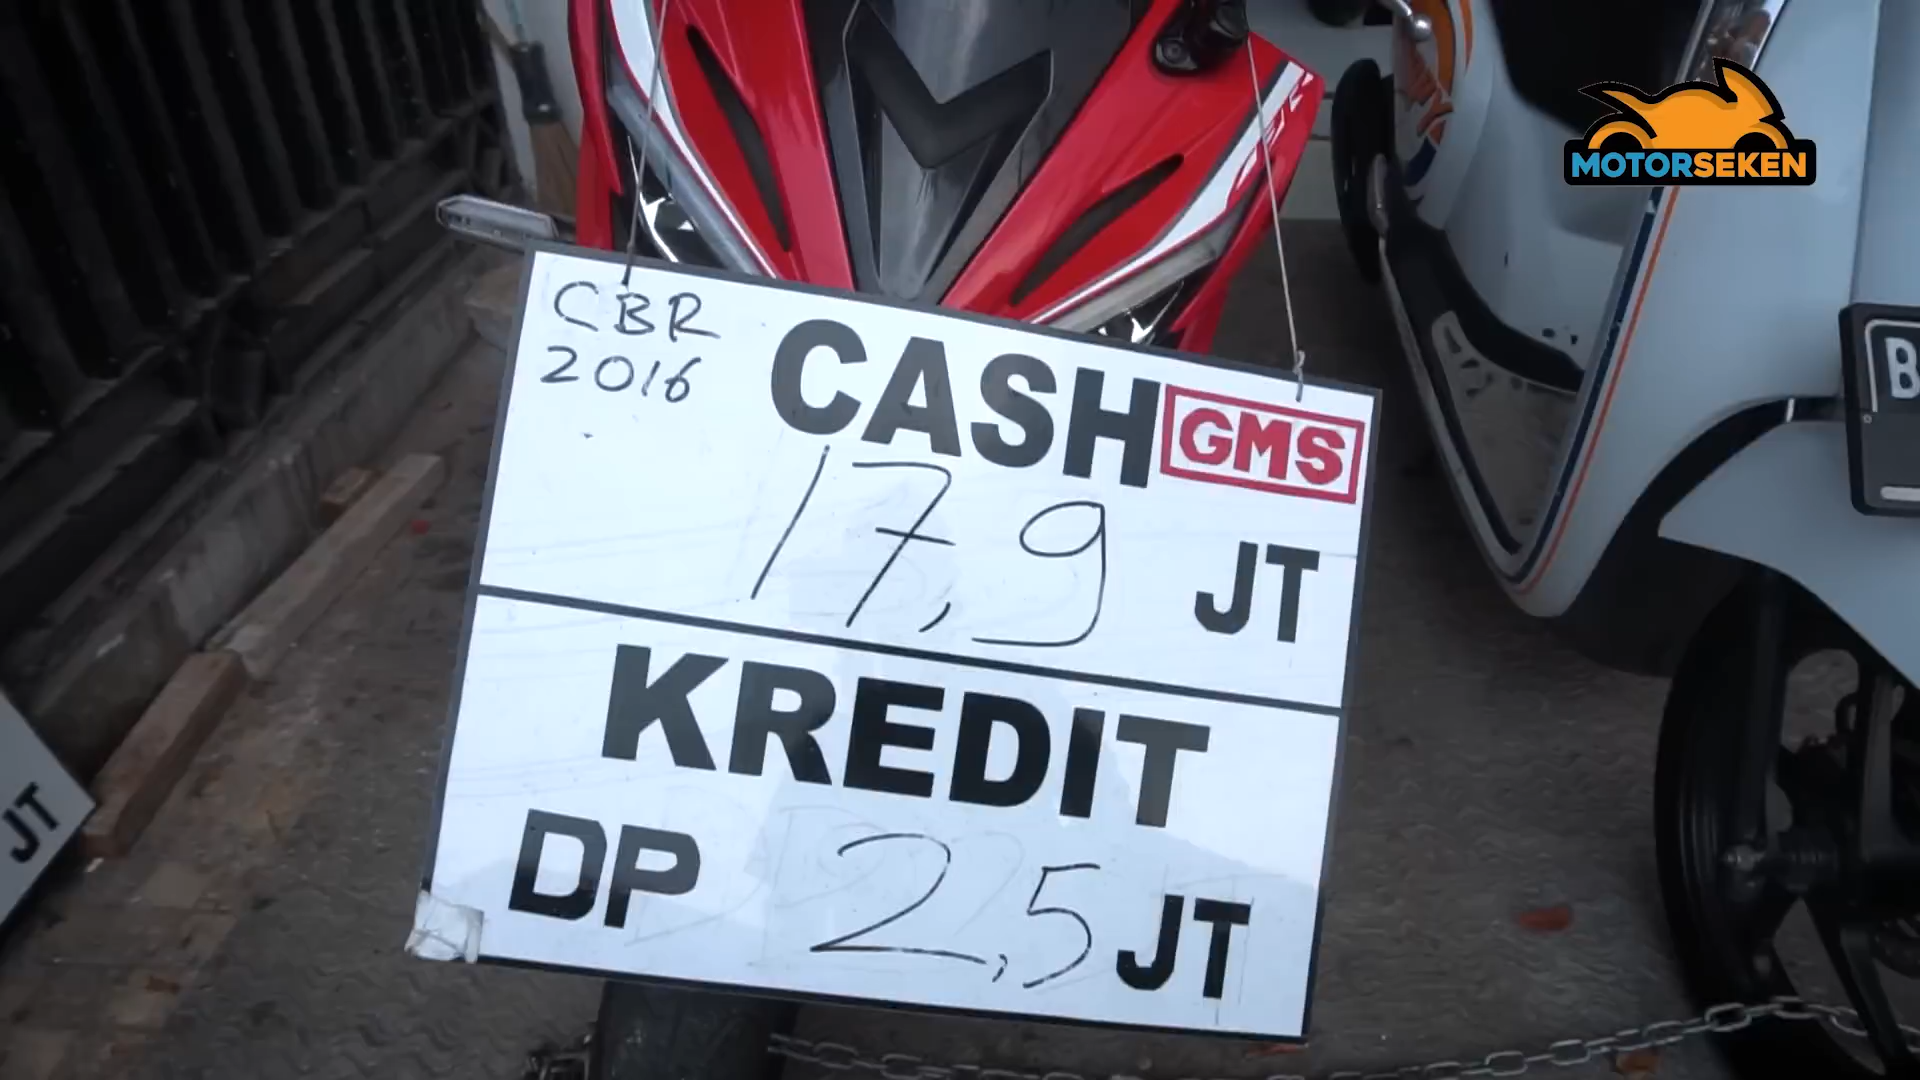 MOTORSEKEN
CBR
2016
CASH
GMS
17,9 JT
KREDIT
DP 2,5 JT
JT
B